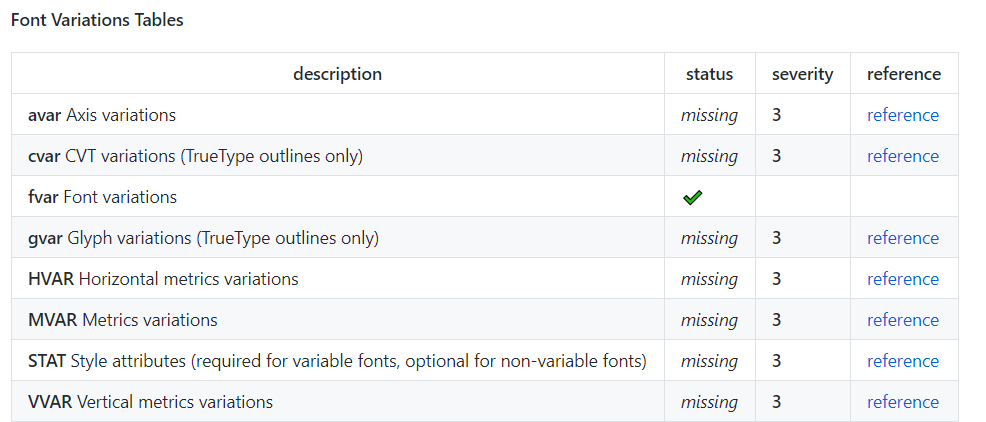 Font Variations Tables
description status severity reference
avar Axis variations missing 3 reference
cvar CVT variations (TrueType outlines only) missing 3 reference
fvar Font variations
gvar Glyph variations (TrueType outlines only) missing 3 reference
HVAR Horizontal metrics variations missing 3 reference
MVAR Metrics variations missing 3 reference
STAT Style attributes (required for variable fonts, optional for non-variable fonts) missing 3 reference
VVAR Vertical metrics variations missing 3 reference